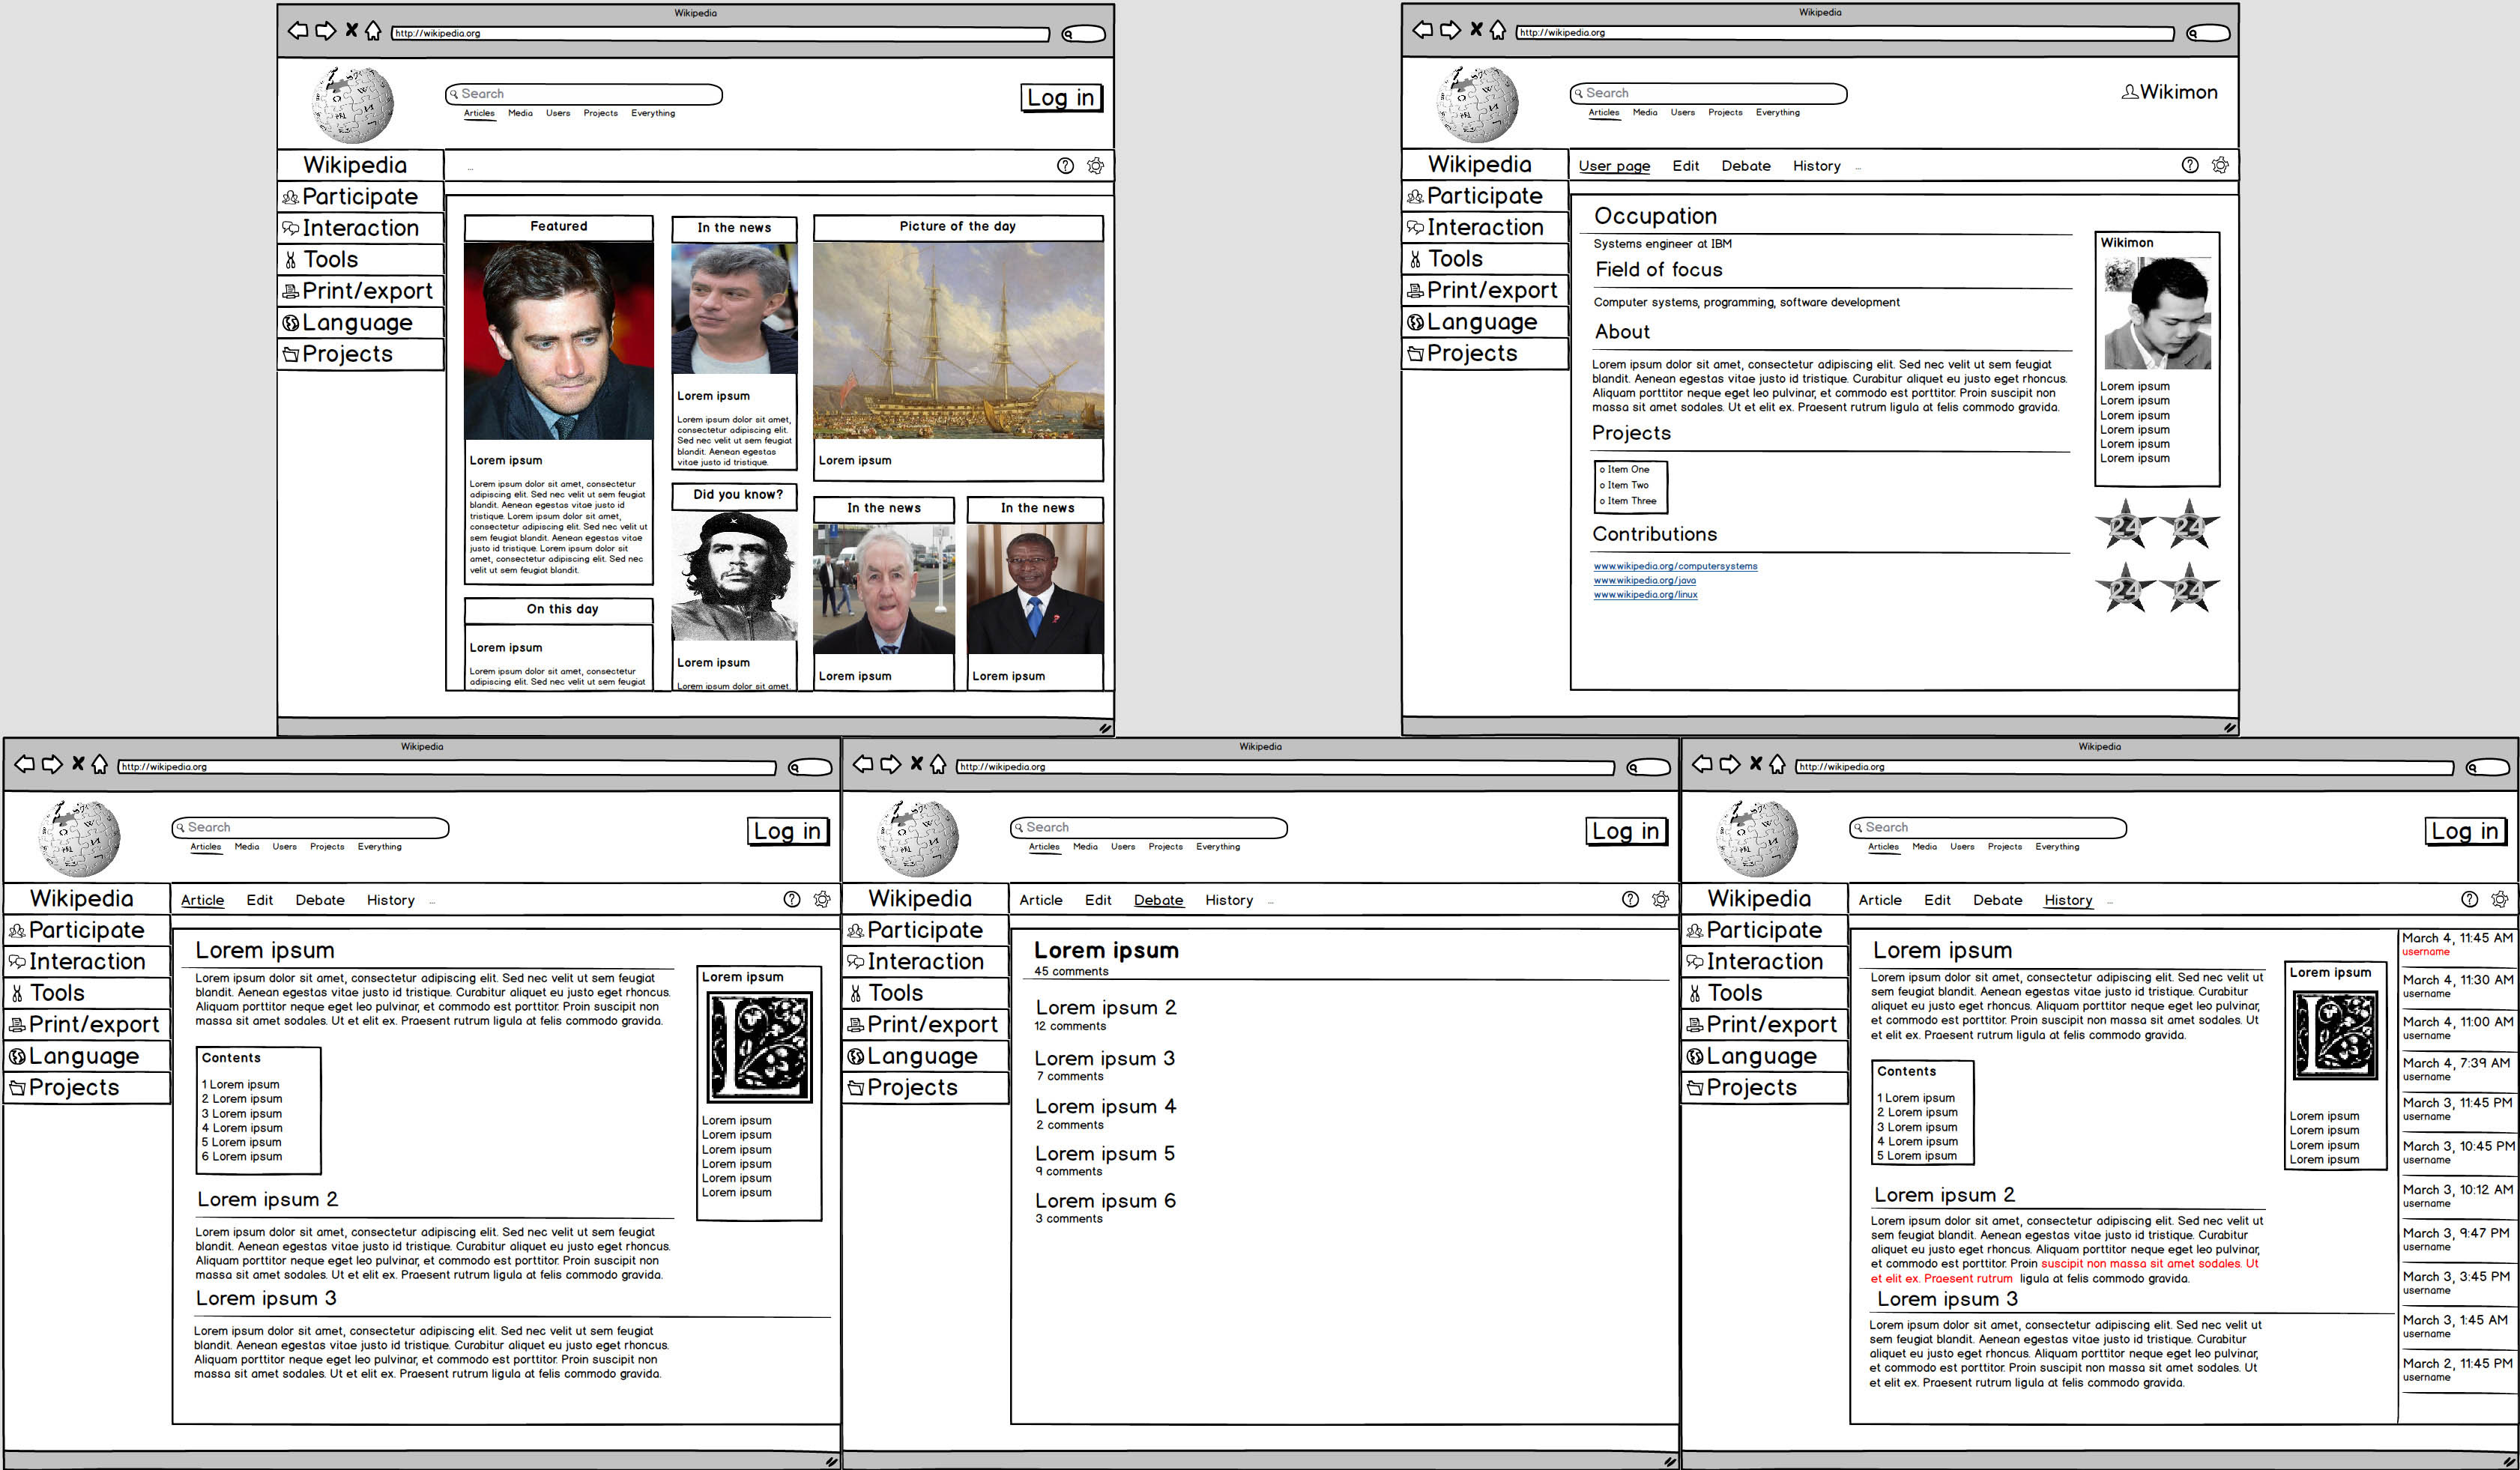 Wikipedia
http://wikipedia.org
Search
Articles Media Users Projects Everything
Log in
Wikipedia
...
Participate
Interaction
Tools
Print/export
Language
Projects
Featured
Lorem ipsum
Lorem ipsum dolor sit amet, consectetur
adipiscing elit. Sed nec velit ut sem feugiat
blandit. Aenean egestas vitae justo id
tristique. Lorem ipsum dolor sit amet,
consectetur adipiscing elit. Sed nec velit ut
sem feugiat blandit. Aenean egestas vitae
justo id tristique. Lorem ipsum dolor sit
amet, consectetur adipiscing elit. Sed nec
velit ut sem feugiat blandit.
On this day
Lorem ipsum
Lorem ipsum dolor sit amet, consectetur
adipiscing elit. Sed nec velit ut sem feugiat
In the news
Lorem ipsum
Lorem ipsum dolor sit amet,
consectetur adipiscing elit.
Sed nec velit ut sem feugiat
blandit. Aenean egestas
vitae justo id tristique.
Did you know?
Lorem ipsum
Lorem ipsum dolor sit amet,
Picture of the day
Lorem ipsum
In the news
Lorem ipsum
In the news
Lorem ipsum
Wikipedia
http://wikipedia.org
Search
Articles Media Users Projects Everything
Wikimon
Wikipedia
User page Edit Debate History ...
Participate
Interaction
Tools
Print/export
Language
Projects
Occupation
Systems engineer at IBM
Field of focus
Computer systems, programming, software development
About
Lorem ipsum dolor sit amet, consectetur adipiscing elit. Sed nec velit ut sem feugiat
blandit. Aenean egestas vitae justo id tristique. Curabitur aliquet eu justo eget rhoncus.
Aliquam porttitor neque eget leo pulvinar, et commodo est porttitor. Proin suscipit non
massa sit amet sodales. Ut et elit ex. Praesent rutrum ligula at felis commodo gravida.
Projects
o Item One
o Item Two
o Item Three
Contributions
www.wikipedia.org/computersystems
www.wikipedia.org/java
www.wikipedia.org/linux
Wikimon
Lorem ipsum
Lorem ipsum
Lorem ipsum
Lorem ipsum
Lorem ipsum
Lorem ipsum
24 24
24 24
Wikipedia
http://wikipedia.org
Search
Articles Media Users Projects Everything
Log in
Wikipedia
Article Edit Debate History ...
Participate
Interaction
Tools
Print/export
Language
Projects
Lorem ipsum
Lorem ipsum dolor sit amet, consectetur adipiscing elit. Sed nec velit ut sem feugiat
blandit. Aenean egestas vitae justo id tristique. Curabitur aliquet eu justo eget rhoncus.
Aliquam porttitor neque eget leo pulvinar, et commodo est porttitor. Proin suscipit non
massa sit amet sodales. Ut et elit ex. Praesent rutrum ligula at felis commodo gravida.
Contents
1 Lorem ipsum
2 Lorem ipsum
3 Lorem ipsum
4 Lorem ipsum
5 Lorem ipsum
6 Lorem ipsum
Lorem ipsum
L
Lorem ipsum
Lorem ipsum
Lorem ipsum
Lorem ipsum
Lorem ipsum
Lorem ipsum
Lorem ipsum 2
Lorem ipsum dolor sit amet, consectetur adipiscing elit. Sed nec velit ut sem feugiat
blandit. Aenean egestas vitae justo id tristique. Curabitur aliquet eu justo eget rhoncus.
Aliquam porttitor neque eget leo pulvinar, et commodo est porttitor. Proin suscipit non
massa sit amet sodales. Ut et elit ex. Praesent rutrum ligula at felis commodo gravida.
Lorem ipsum 3
Lorem ipsum dolor sit amet, consectetur adipiscing elit. Sed nec velit ut sem feugiat
blandit. Aenean egestas vitae justo id tristique. Curabitur aliquet eu justo eget rhoncus.
Aliquam porttitor neque eget leo pulvinar, et commodo est porttitor. Proin suscipit non
massa sit amet sodales. Ut et elit ex. Praesent rutrum ligula at felis commodo gravida.
Wikipedia
http://wikipedia.org
Search
Articles Media Users Projects Everything
Log in
Wikipedia
Article Edit Debate History ...
Participate
Interaction
Tools
Print/export
Language
Projects
Lorem ipsum
45 comments
Lorem ipsum 2
12 comments
Lorem ipsum 3
7 comments
Lorem ipsum 4
2 comments
Lorem ipsum 5
9 comments
Lorem ipsum 6
3 comments
Wikipedia
http://wikipedia.org
Search
Articles Media Users Projects Everything
Log in
Wikipedia
Article Edit Debate History ...
Participate
Interaction
Tools
Print/export
Language
Projects
Lorem ipsum
Lorem ipsum dolor sit amet, consectetur adipiscing elit. Sed nec velit ut
sem feugiat blandit. Aenean egestas vitae justo id tristique. Curabitur
aliquet eu justo eget rhoncus. Aliquam porttitor neque eget leo pulvinar,
et commodo est porttitor. Proin suscipit non massa sit amet sodales. Ut
et elit ex. Praesent rutrum ligula at felis commodo gravida.
Contents
1 Lorem ipsum
2 Lorem ipsum
3 Lorem ipsum
4 Lorem ipsum
5 Lorem ipsum
Lorem ipsum
L
Lorem ipsum
Lorem ipsum
Lorem ipsum
Lorem ipsum
Lorem ipsum 2
Lorem ipsum dolor sit amet, consectetur adipiscing elit. Sed nec velit ut
sem feugiat blandit. Aenean egestas vitae justo id tristique. Curabitur
aliquet eu justo eget rhoncus. Aliquam porttitor neque eget leo pulvinar,
et commodo est porttitor. Proin suscipit non massa sit amet sodales. Ut
et elit ex. Praesent rutrum ligula at felis commodo gravida.
Lorem ipsum 3
Lorem ipsum dolor sit amet, consectetur adipiscing elit. Sed nec velit ut
sem feugiat blandit. Aenean egestas vitae justo id tristique. Curabitur
aliquet eu justo eget rhoncus. Aliquam porttitor neque eget leo pulvinar,
et commodo est porttitor. Proin suscipit non massa sit amet sodales. Ut
et elit ex. Praesent rutrum ligula at felis commodo gravida.
March 4, 11:45 AM
username
March 4, 11:30 AM
username
March 4, 11:00 AM
username
March 4, 7:39 AM
username
March 3, 11:45 PM
username
March 3, 10:45 PM
username
March 3, 10:12 AM
username
March 3, 9:47 PM
username
March 3, 3:45 PM
username
March 3, 1:45 AM
username
March 2, 11:45 PM
username